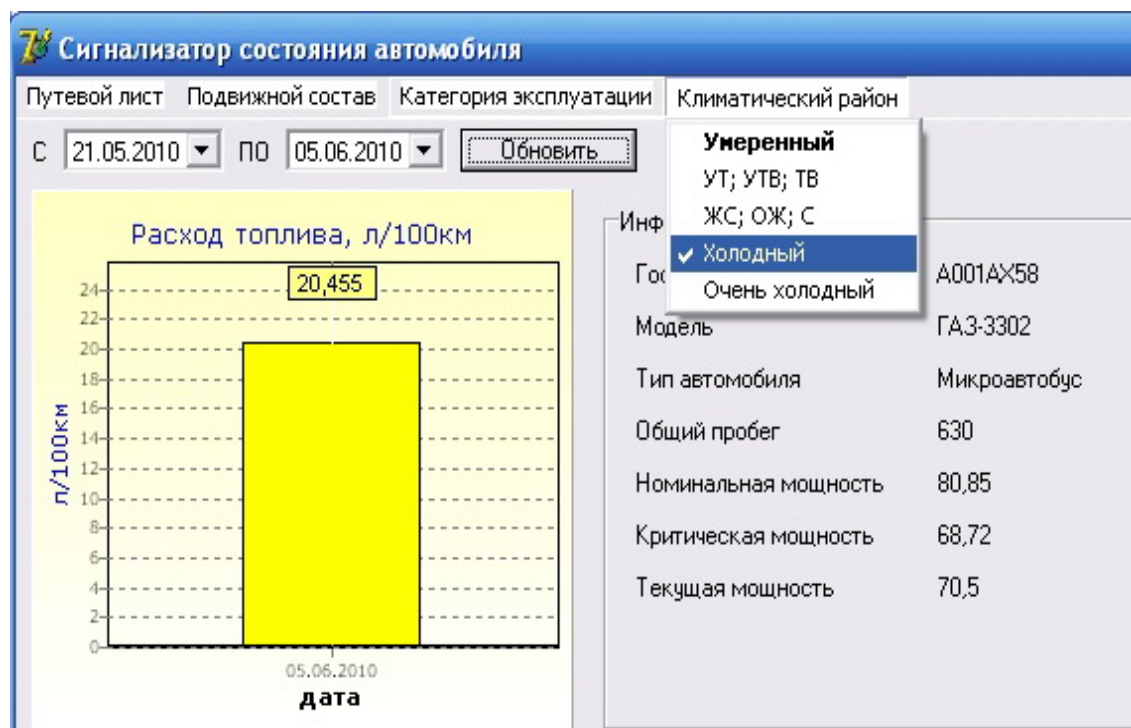 Сигнализатор состояния автомобиля
Путевой лист Подвижной состав Категория эксплуатации Климатический район
С 21.05.2010 ПО 05.06.2010 Обновить
Умеренный
УТ; УТВ; ТВ
ЖС; ОЖ; С
Холодный
Очень холодный
Расход топлива, л/100км
20,455
24
22
20
18
16
14
12
10
8
6
4
2
0
л/100км
05.06.2010
дата
A001AX58
Модель ГАЗ-3302
Тип автомобиля Микроавтобус
Общий пробег 630
Номинальная мощность 80,85
Критическая мощность 68,72
Текущая мощность 70,5